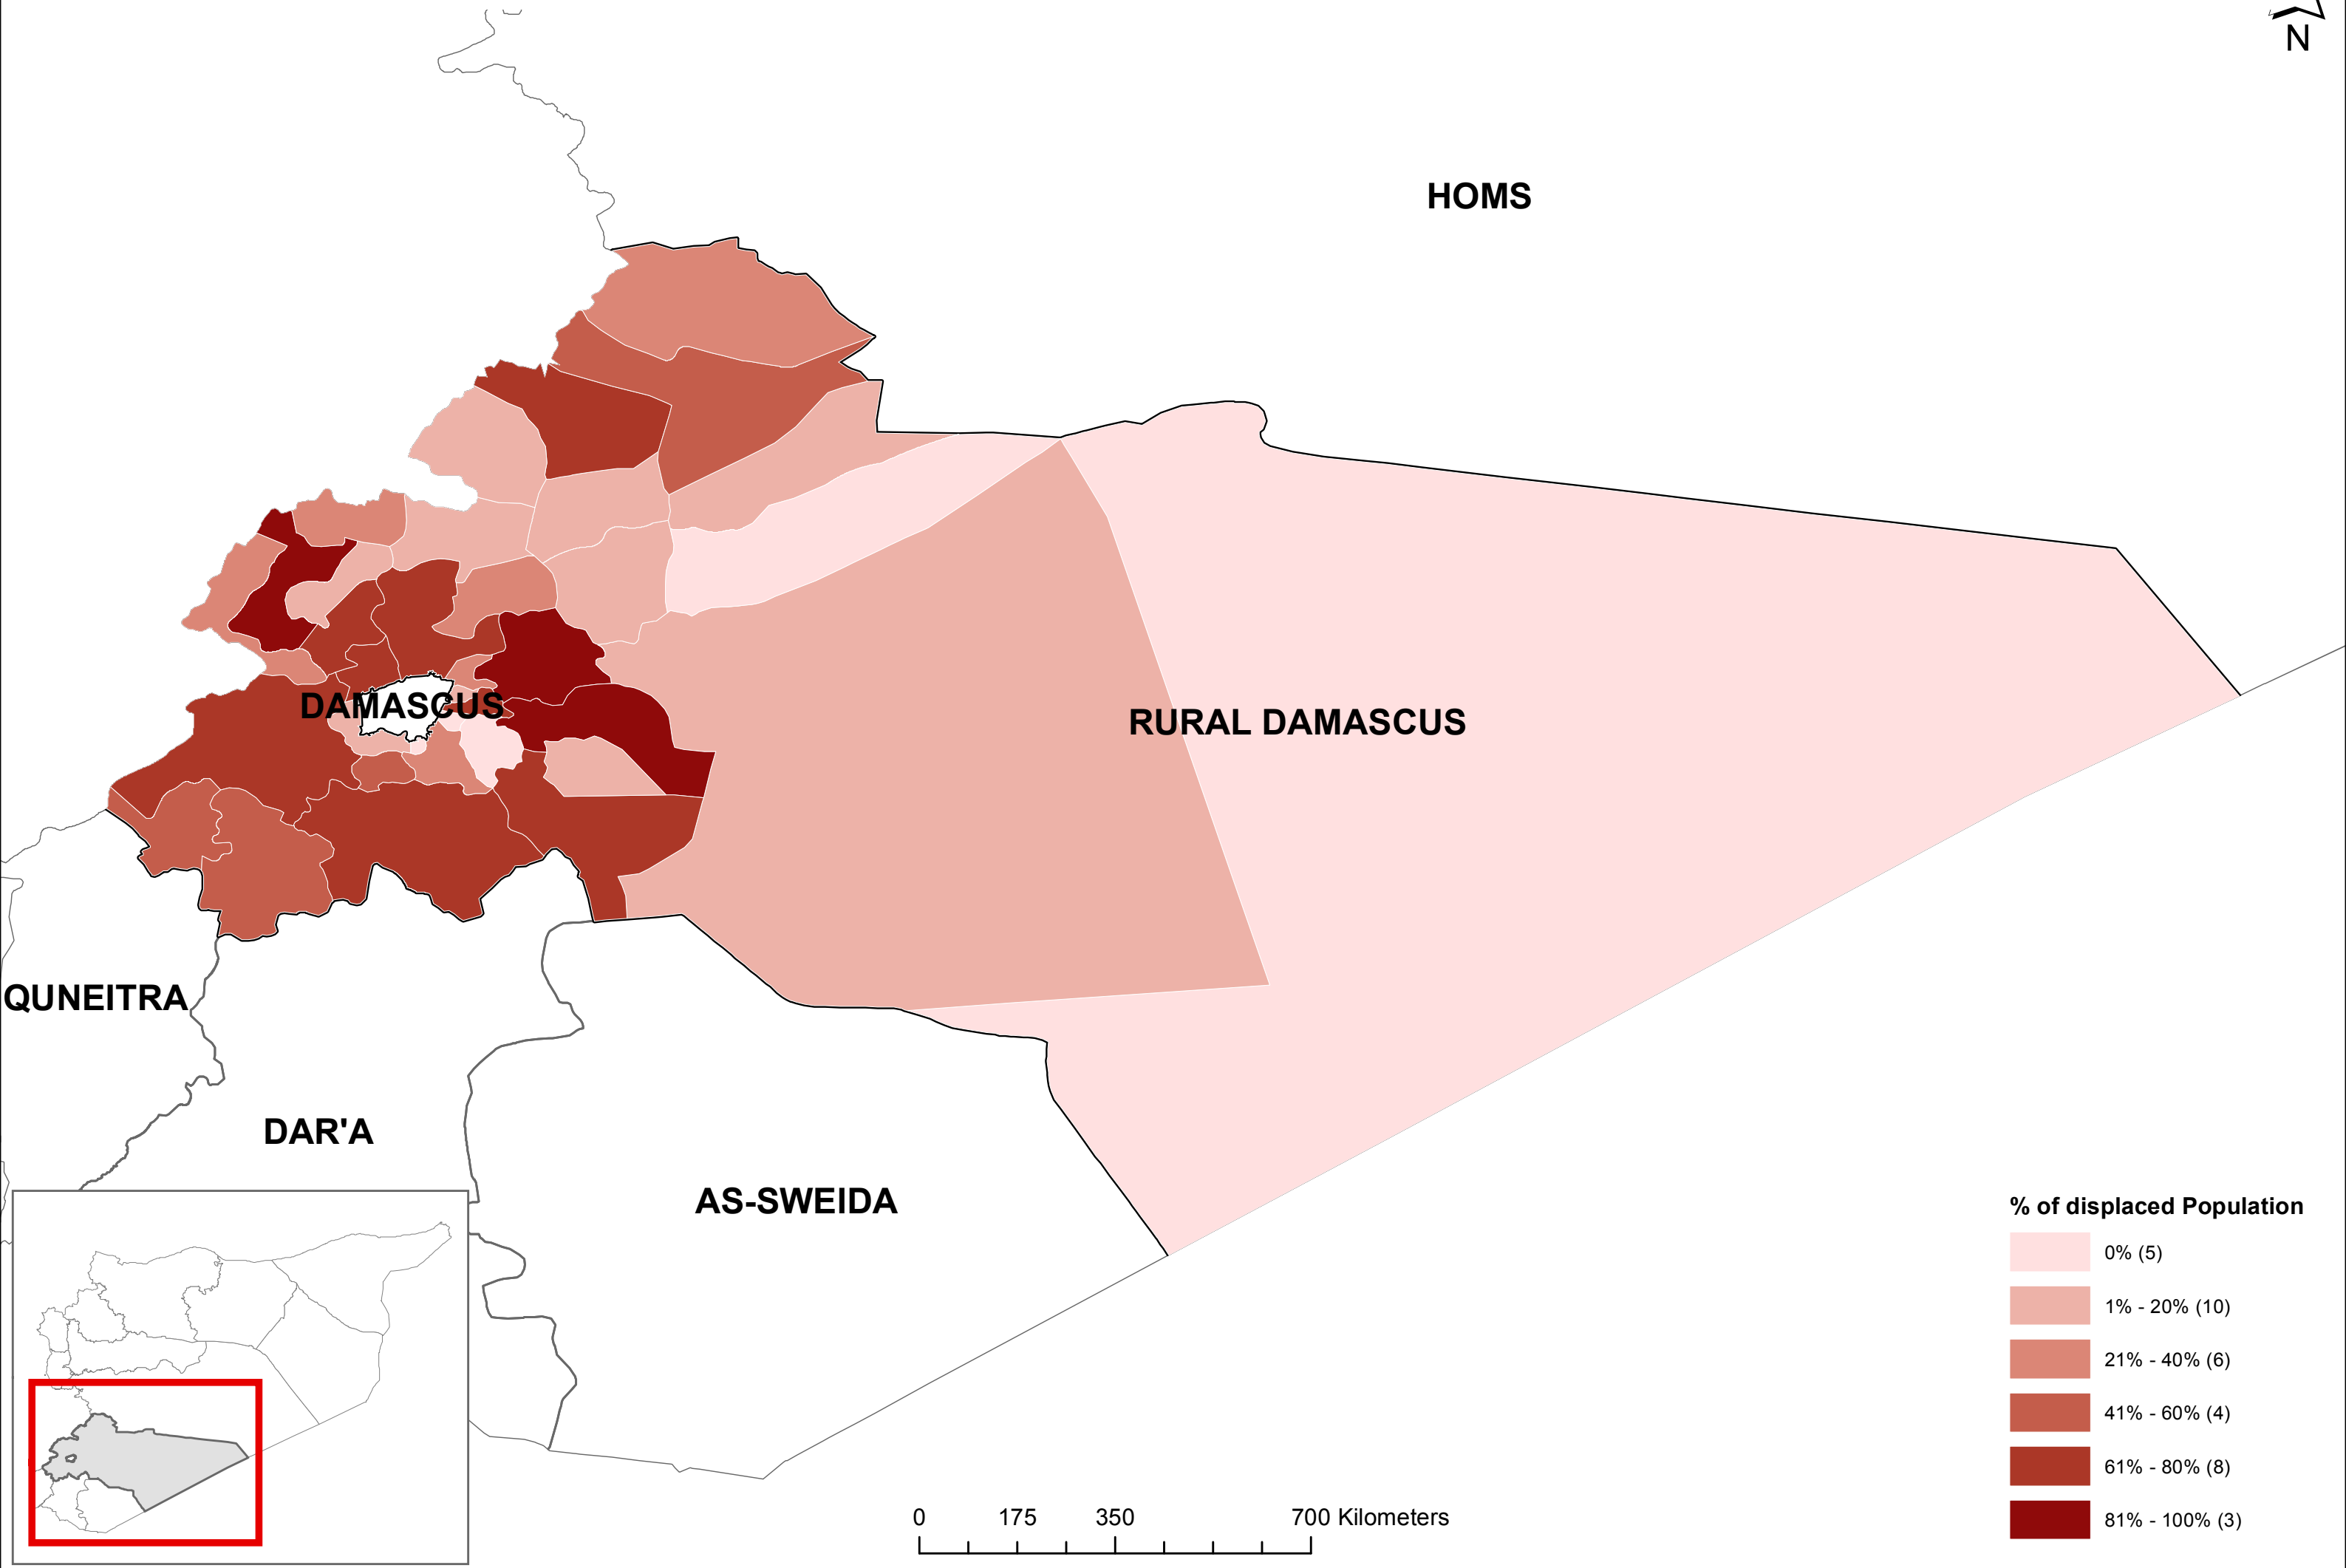 N
HOMS
DAMASCUS
RURAL DAMASCUS
QUNEITRA
DAR'A
AS-SWEIDA
% of displaced Population
0% (5)
1% - 20% (10)
21% - 40% (6)
41% - 60% (4)
61% - 80% (8)
81% - 100% (3)
0 175 350 700 Kilometers